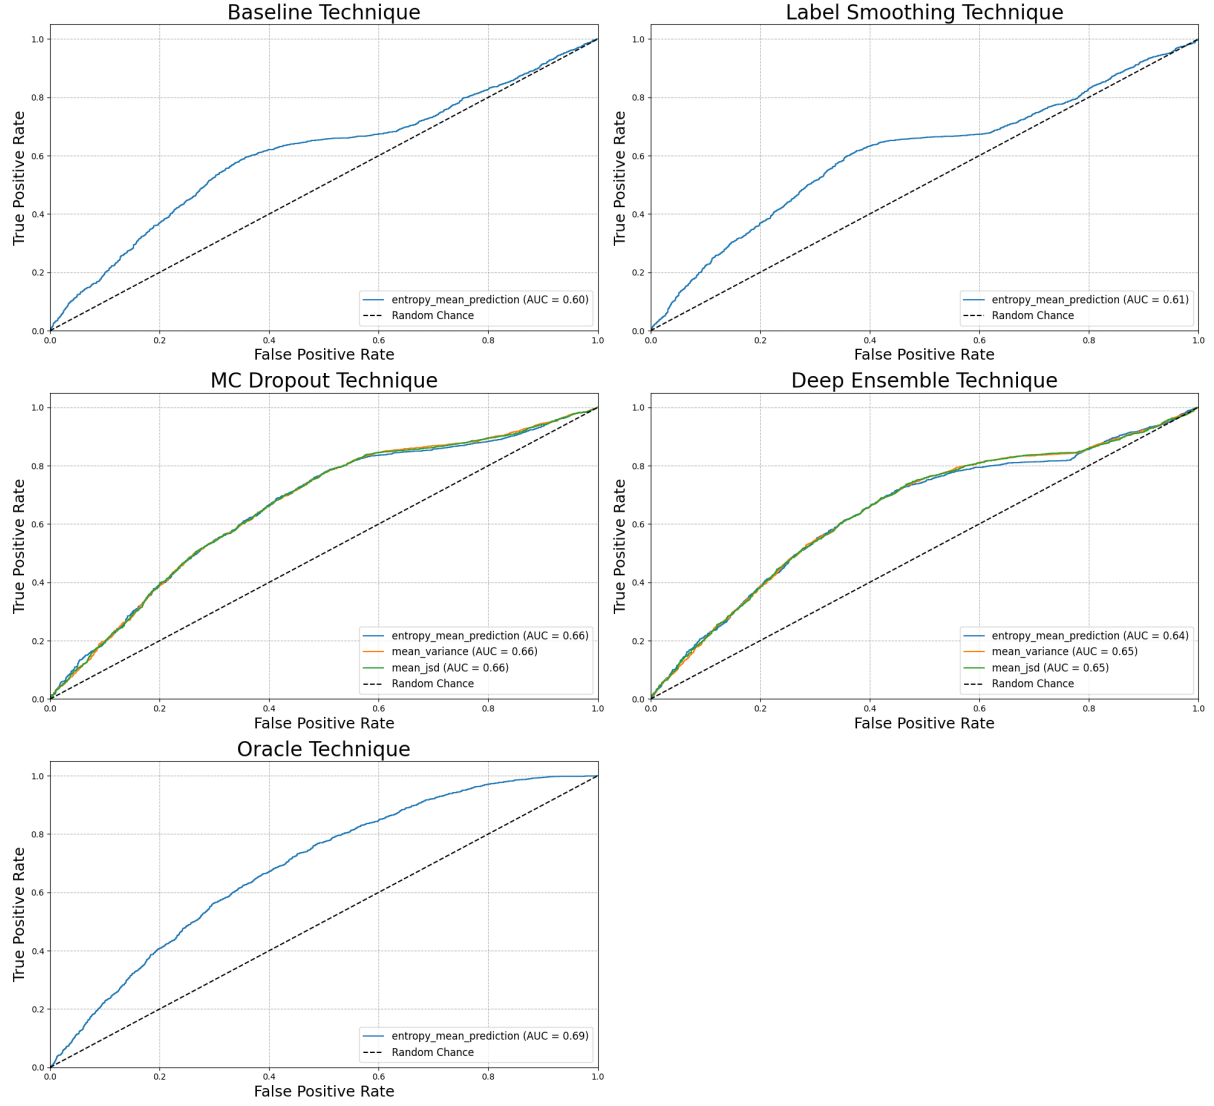 Baseline Technique
True Positive Rate
1.0
0.8
0.6
0.4
0.2
0.0
entropy_mean_prediction (AUC = 0.60)
Random Chance
0.0 0.2 0.4 0.6 0.8 1.0
False Positive Rate
Label Smoothing Technique
True Positive Rate
1.0
0.8
0.6
0.4
0.2
0.0
entropy_mean_prediction (AUC = 0.61)
Random Chance
0.0 0.2 0.4 0.6 0.8 1.0
False Positive Rate
MC Dropout Technique
True Positive Rate
1.0
0.8
0.6
0.4
0.2
0.0
entropy_mean_prediction (AUC = 0.66)
mean_variance (AUC = 0.66)
mean_jsd (AUC = 0.66)
Random Chance
0.0 0.2 0.4 0.6 0.8 1.0
False Positive Rate
Deep Ensemble Technique
True Positive Rate
1.0
0.8
0.6
0.4
0.2
0.0
entropy_mean_prediction (AUC = 0.64)
mean_variance (AUC = 0.65)
mean_jsd (AUC = 0.65)
Random Chance
0.0 0.2 0.4 0.6 0.8 1.0
False Positive Rate
Oracle Technique
True Positive Rate
1.0
0.8
0.6
0.4
0.2
0.0
entropy_mean_prediction (AUC = 0.69)
Random Chance
0.0 0.2 0.4 0.6 0.8 1.0
False Positive Rate